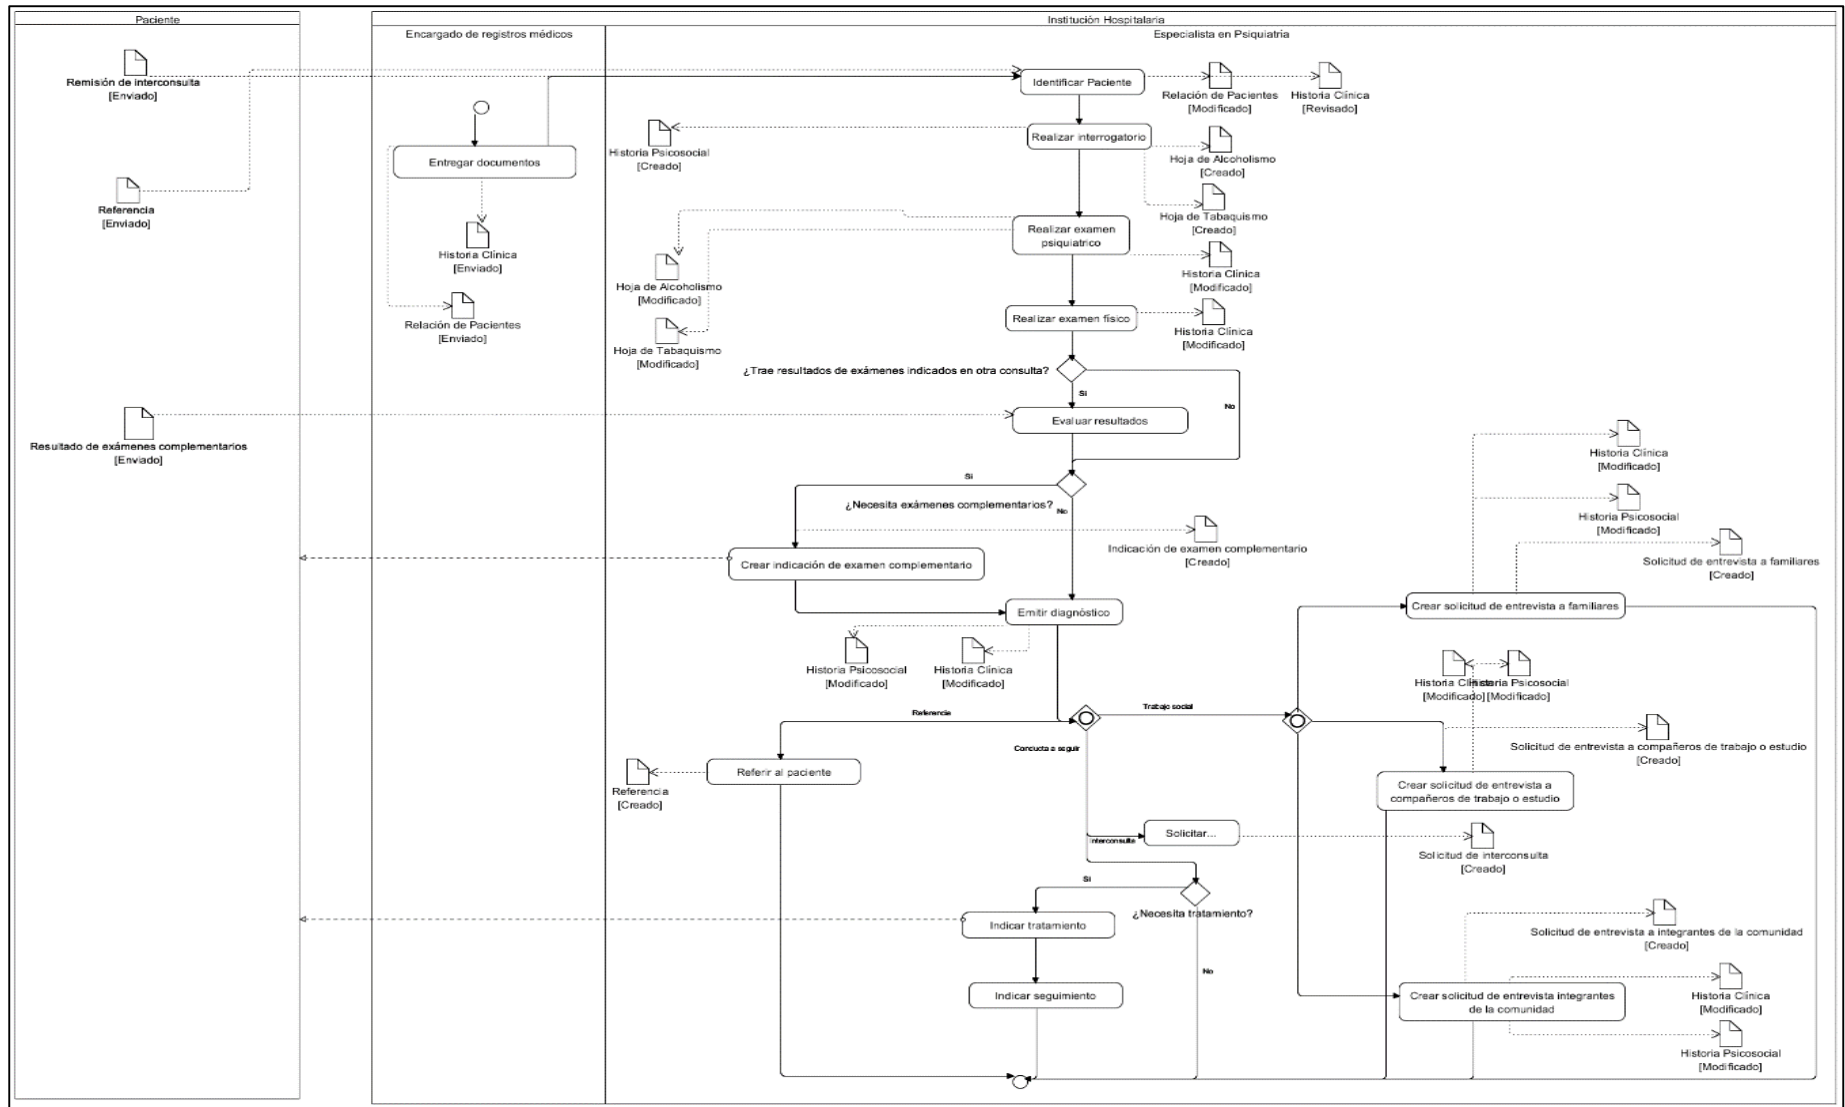 Paciente
Institución Hospitalaria
Encargado de registros médicos
Especialista en Psiquiatría
Remisión de interconsulta
[Enviado]
Identificar Paciente
Relación de Pacientes
[Modificado]
Historia Clínica
[Revisado]
Realizar interrogatorio
Historia Psicosocial
[Creado]
Hoja de Alcoholismo
[Creado]
Entregar documentos
Referencia
[Enviado]
Hoja de Tabaquismo
[Creado]
Realizar examen
psiquiatrico
Historia Clínica
[Enviado]
Historia Clínica
[Modificado]
Hoja de Alcoholismo
[Modificado]
Relación de Pacientes
[Enviado]
Realizar examen físico
Historia Clínica
[Modificado]
Hoja de Tabaquismo
[Modificado]
¿Trae resultados de exámenes indicados en otra consulta?
Si
No
Evaluar resultados
Resultado de exámenes complementarios
[Enviado]
Historia Clínica
[Modificado]
Si
¿Necesita exámenes complementarios?
No
Historia Psicosocial
[Modificado]
Indicación de examen complementario
[Creado]
Solicitud de entrevista a familiares
[Creado]
Crear indicación de examen complementario
Emitir diagnóstico
Crear solicitud de entrevista a familiares
Historia Psicosocial
[Modificado]
Historia Clínica
[Modificado]
Historia Psicosocial
[Modificado]
[Modificado]
Referencia
Trabajo social
Conducta a seguir
Solicitud de entrevista a compañeros de trabajo o estudio
[Creado]
Referir al paciente
Referencia
[Creado]
Crear solicitud de entrevista a
compañeros de trabajo o estudio
Solicitar...
Interconsulta
Solicitud de interconsulta
[Creado]
Si
¿Necesita tratamiento?
Indicar tratamiento
Solicitud de entrevista a integrantes de la comunidad
[Creado]
No
Indicar seguimiento
Crear solicitud de entrevista integrantes
de la comunidad
Historia Clínica
[Modificado]
Historia Psicosocial
[Modificado]